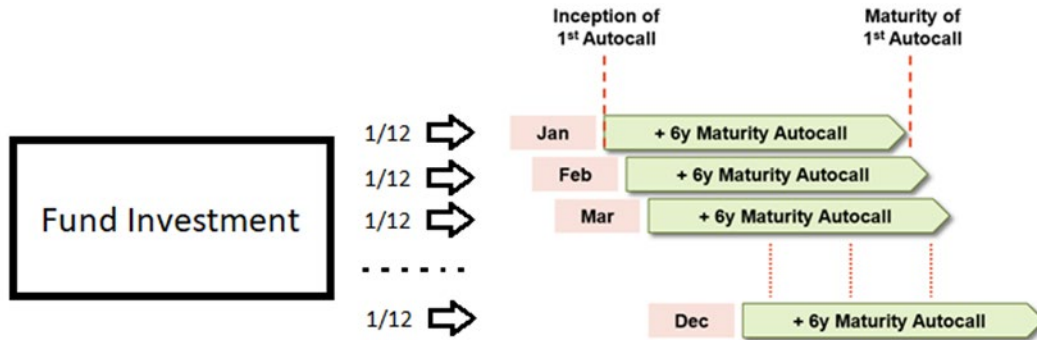 Inception of
1st Autocall
Maturity of
1st Autocall
Fund Investment
1/12
Jan
+ 6y Maturity Autocall
1/12
Feb
+ 6y Maturity Autocall
1/12
Mar
+ 6y Maturity Autocall
1/12
Dec
+ 6y Maturity Autocall